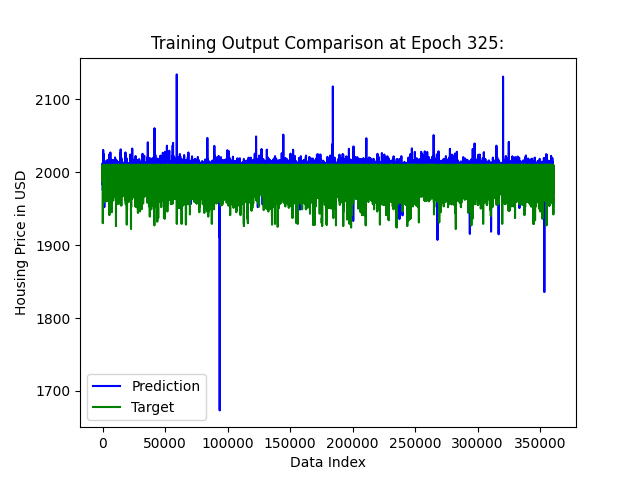 Training Output Comparison at Epoch 325:
Housing Price in USD
2100
2000
1900
1800
1700
Prediction
Target
0 50000 100000 150000 200000 250000 300000 350000
Data Index